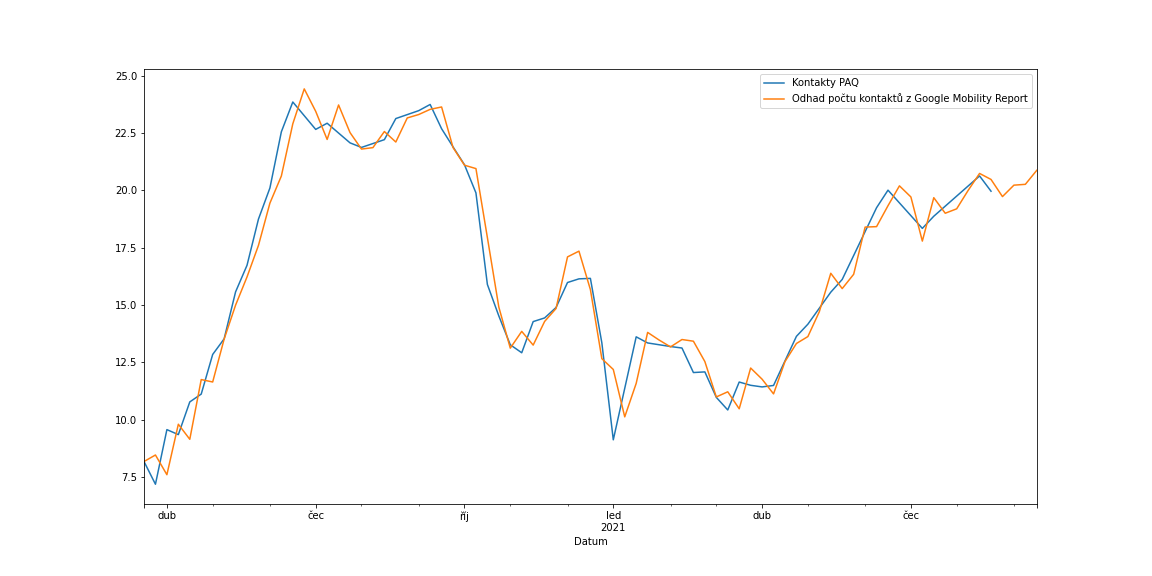 25.0
22.5
20.0
17.5
15.0
12.5
10.0
7.5
Kontakty PAQ
Odhad počtu kontaktů z Google Mobility Report
dub
čec
říj
led
2021
dub
čec
Datum